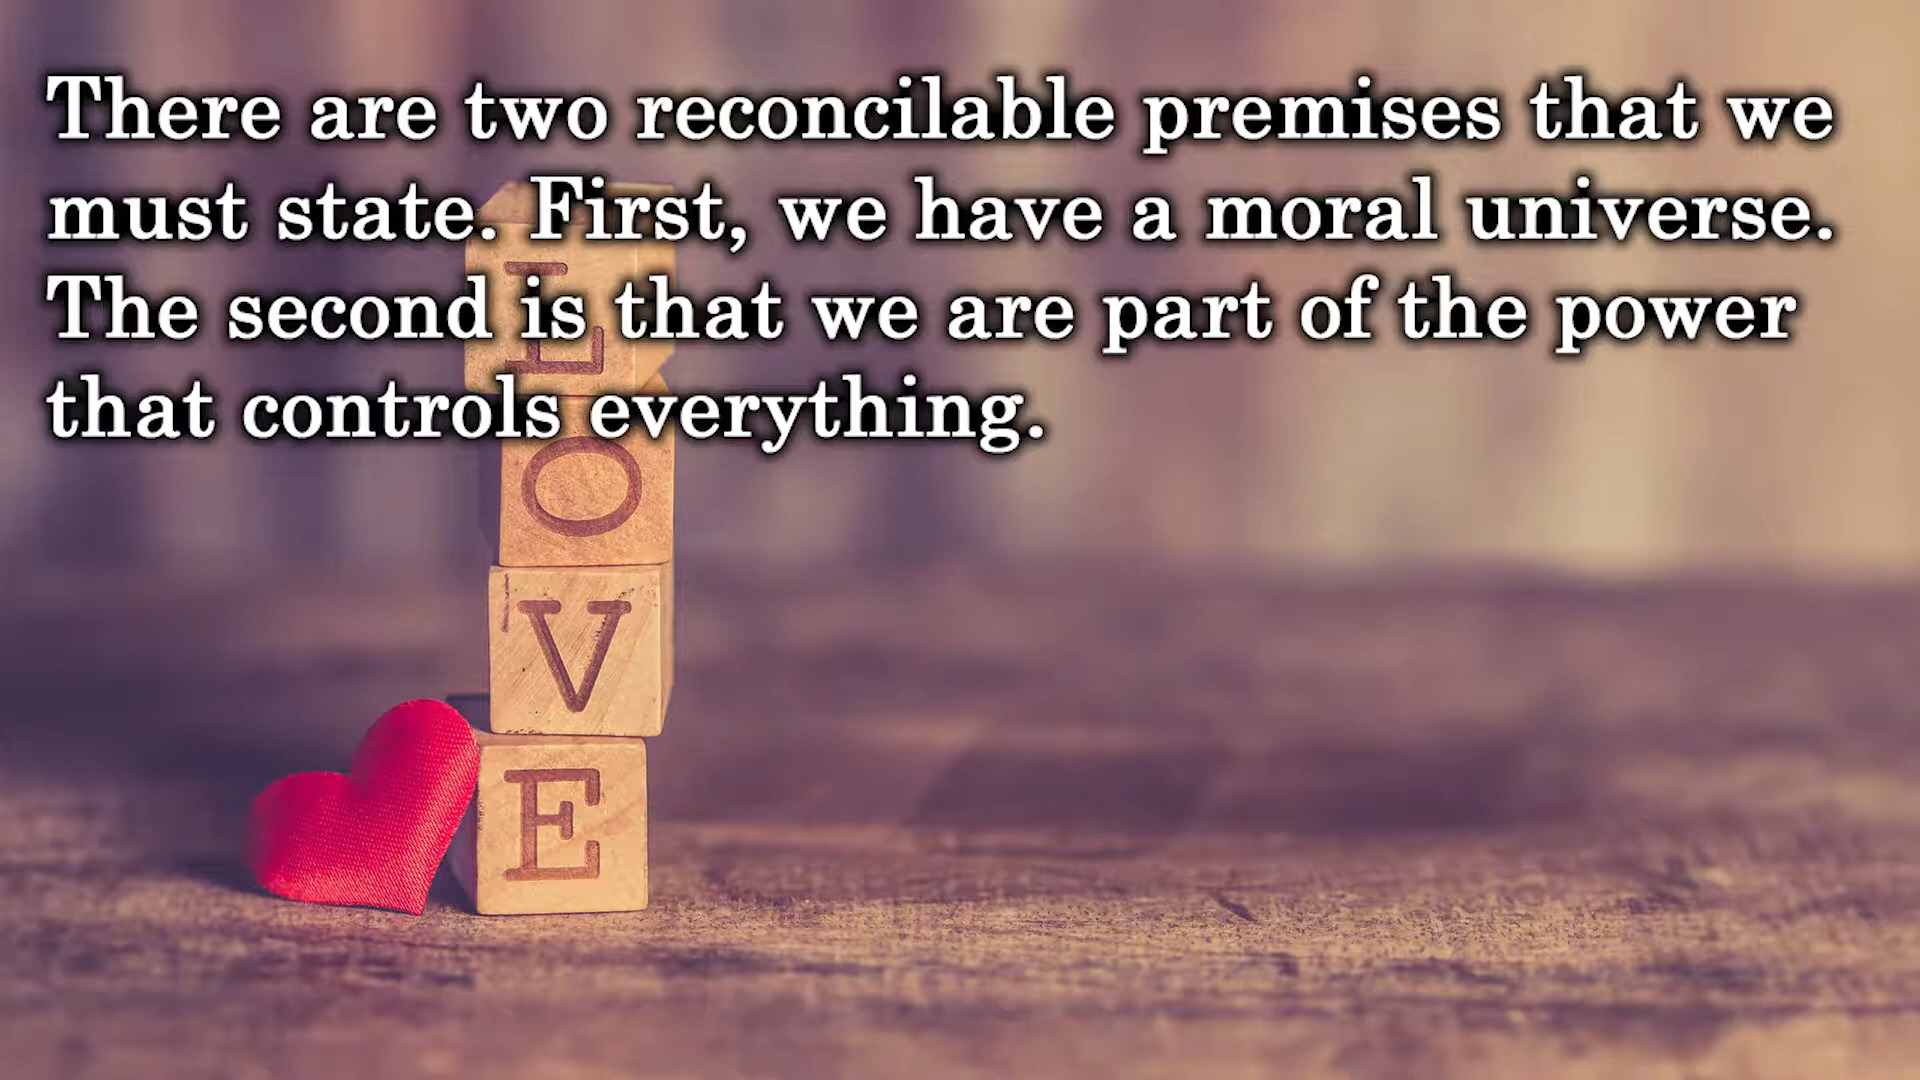 There are two reconcilable premises that we
must state. First, we have a moral universe.
The second is that we are part of the power
that controls everything.
L
O
V
E